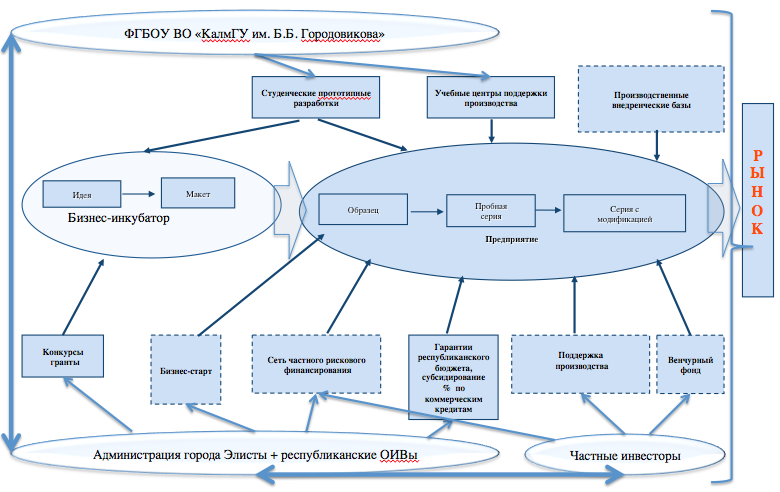 ФГБОУ ВО «КалмГУ им. Б.Б. Городовикова»
Студенческие прототипные
разработки
Учебные центры поддержки
производства
Производственные
внедренческие базы
Р
Ы
Н
О
К
Идея
Макет
Бизнес-инкубатор
Образец
Пробная
серия
Серия с
модификацией
Предприятие
Конкурсы
гранты
Бизнес-старт
Сеть частного рискового
финансирования
Гарантии
республиканского
бюджета,
субсидирование
% по
коммерческим
кредитам
Поддержка
производства
Венчурный
фонд
Администрация города Элисты + республиканские ОИВы
Частные инвесторы